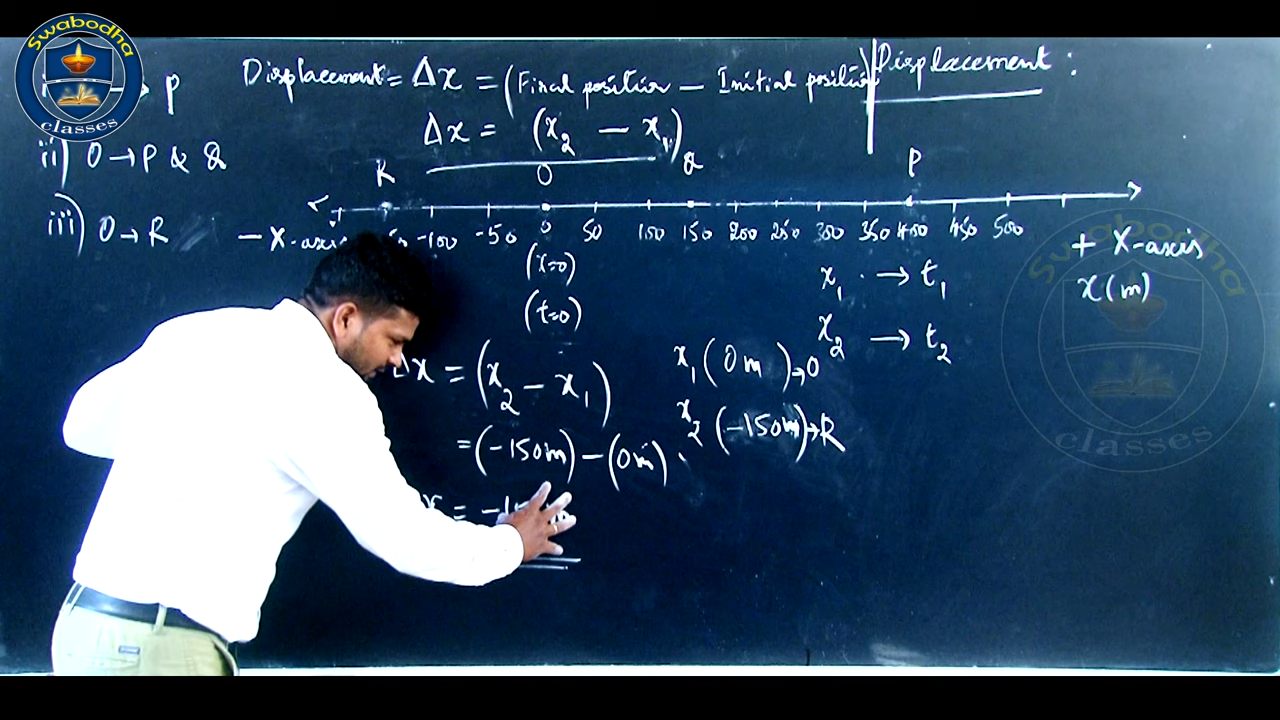 Swabodha
classes
→ P
Displacement = Δx = (Final position − Initial position
Displacement :
Δx = (x₂ − x₁)
ii) O → P & Q
iii) O → R
R O Q P
-100 -50 0 50 100 150 200 250 300 350 400 450 500
− X-axis
+ X-axis
x (m)
(x=0)
(t=0)
x₁ → t₁
x₂ → t₂
Δx = (x₂ − x₁)
x₁ (0m) → O
x₂ (−150m) → R
= (−150m) − (0m)